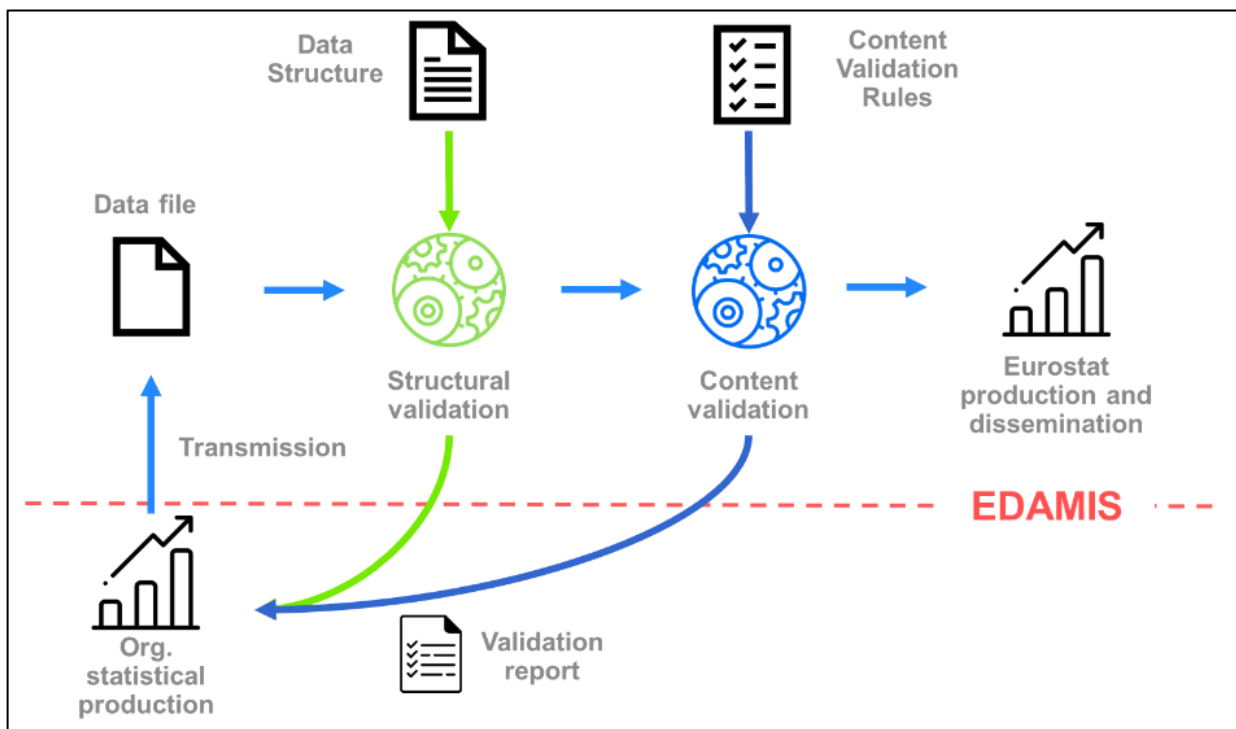 Data
Structure
Content
Validation
Rules
Data file
Structural
validation
Content
validation
Eurostat
production and
dissemination
Transmission
EDAMIS
Org.
statistical
production
Validation
report